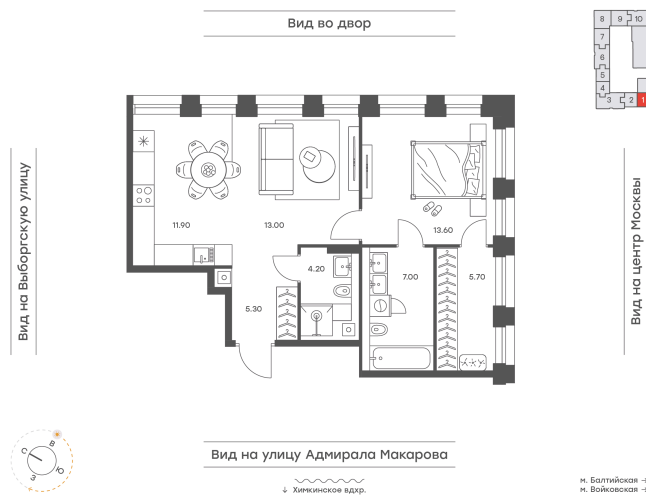 Вид во двор
8 9 10
7
6
5
4
3 2 1
Вид на Выборгскую улицу
Вид на центр Москвы
11.90
13.00
13.60
4.20
7.00
5.70
5.30
С
В
Ю
З
Вид на улицу Адмирала Макарова
↓ Химкинское вдхр.
м. Балтийская
м. Войковская